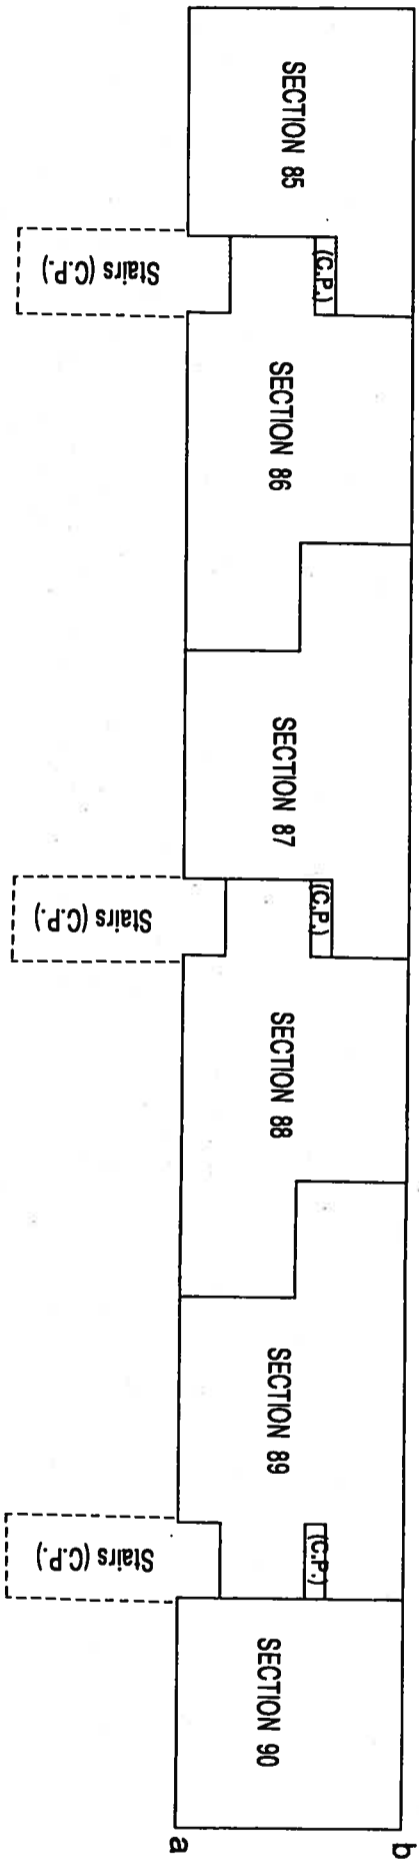 SECTION 85
Stairs (C.P.)
(C.P.)
SECTION 86
SECTION 87
Stairs (C.P.)
(C.P.)
SECTION 88
SECTION 89
Stairs (C.P.)
(C.P.)
SECTION 90
a
b